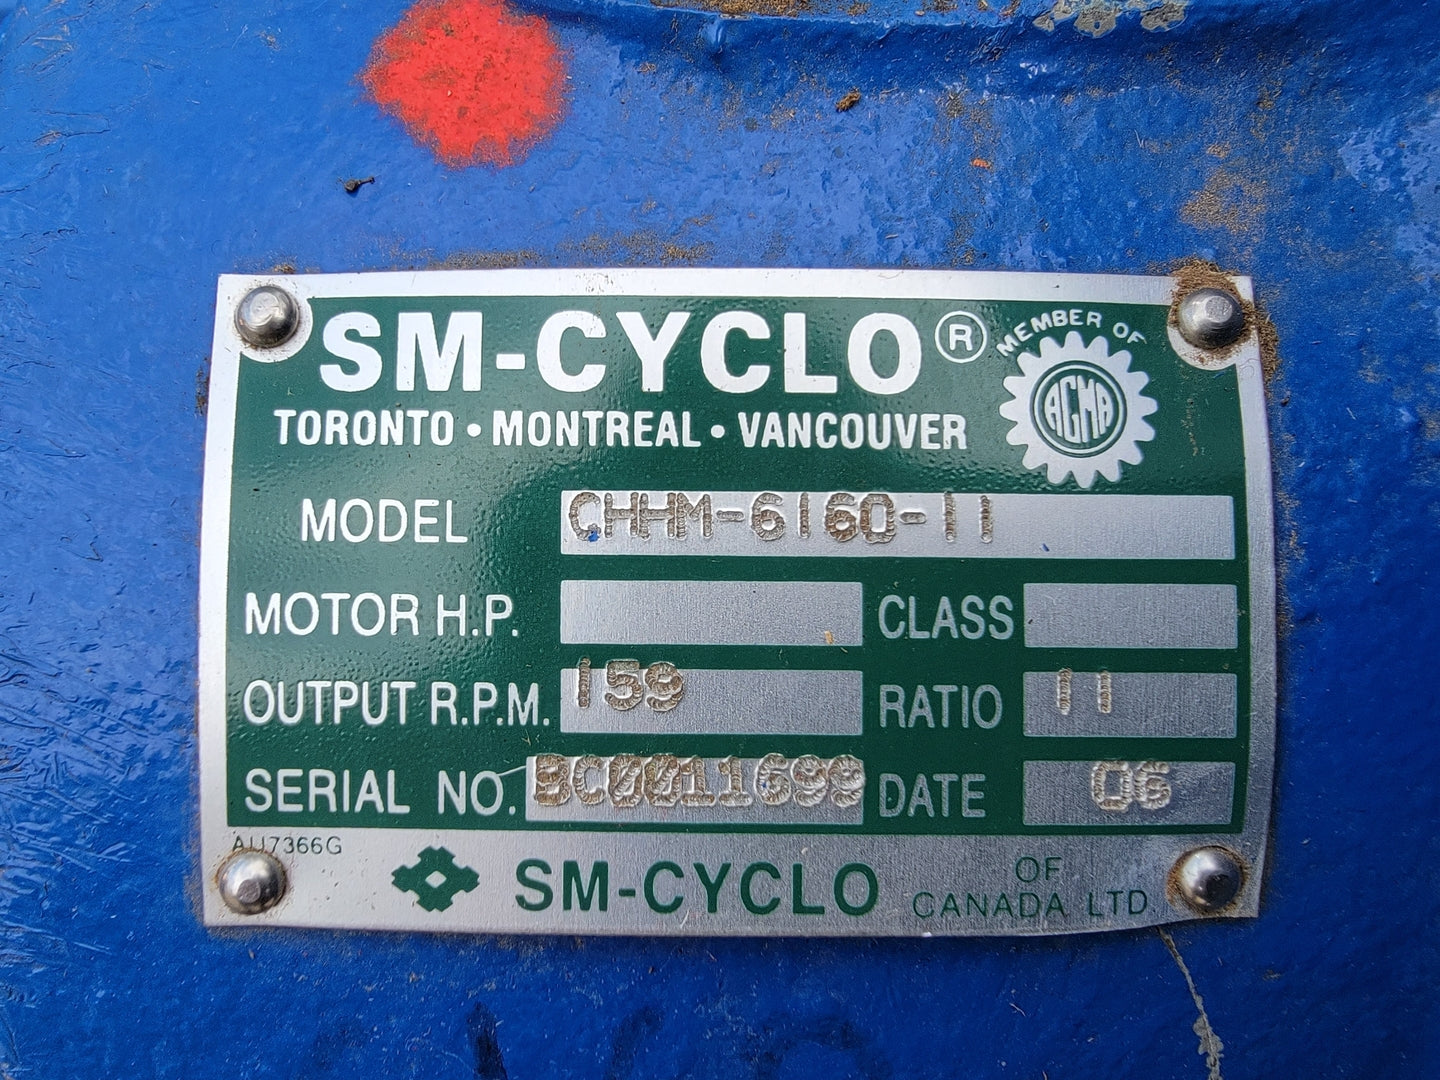 SM-CYCLO®
MEMBER OF
AGMA
TORONTO • MONTREAL • VANCOUVER
MODEL CHHM-6160-11
MOTOR H.P. CLASS
OUTPUT R.P.M. 159 RATIO 11
SERIAL NO. BC0011699 DATE 06
AU7366G
SM-CYCLO OF
CANADA LTD.